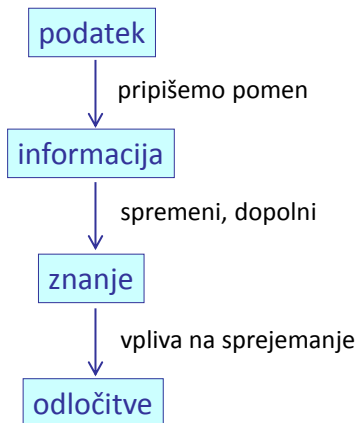 podatek
pripišemo pomen
informacija
spremeni, dopolni
znanje
vpliva na sprejemanje
odločitve